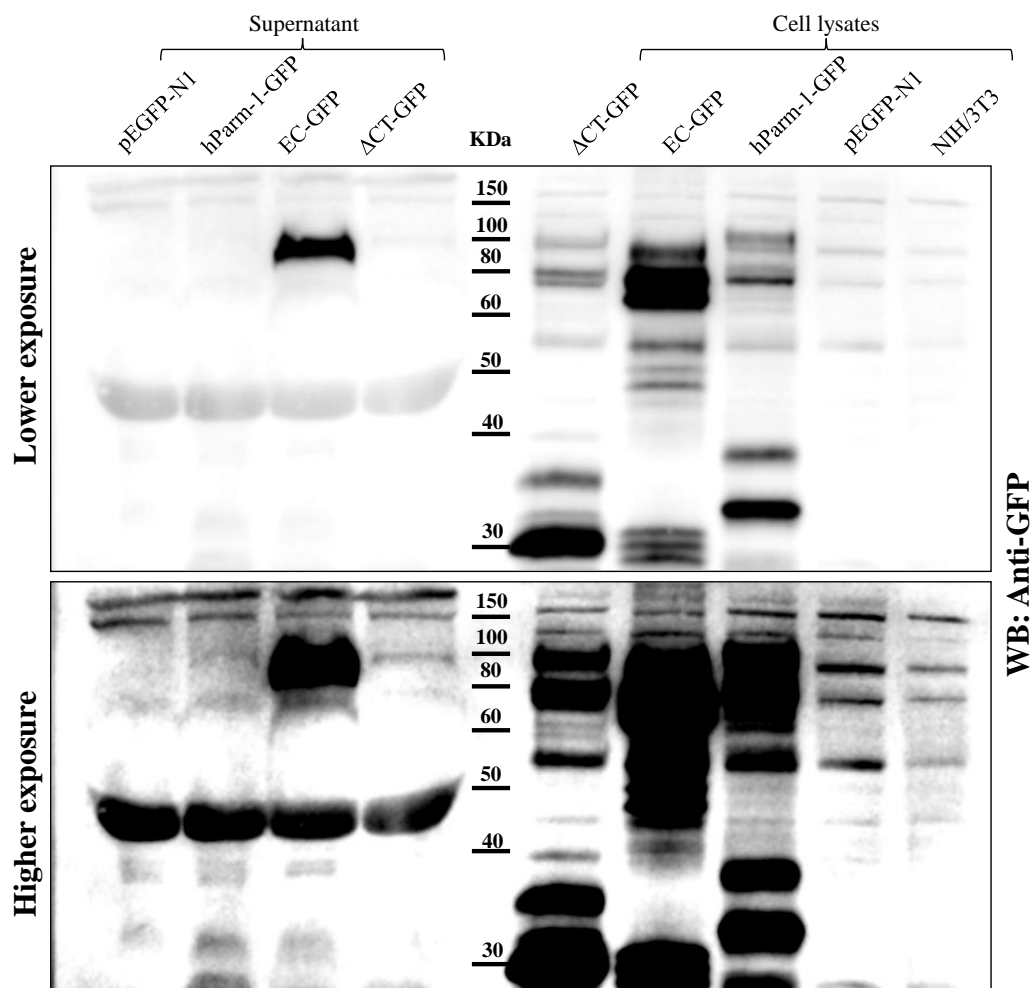 Supernatant
Cell lysates
pEGFP-N1
hParm-1-GFP
EC-GFP
ΔCT-GFP
KDa
ΔCT-GFP
EC-GFP
hParm-1-GFP
pEGFP-N1
NIH/3T3
Lower exposure
150
100
80
60
50
40
30
WB: Anti-GFP
Higher exposure
150
100
80
60
50
40
30